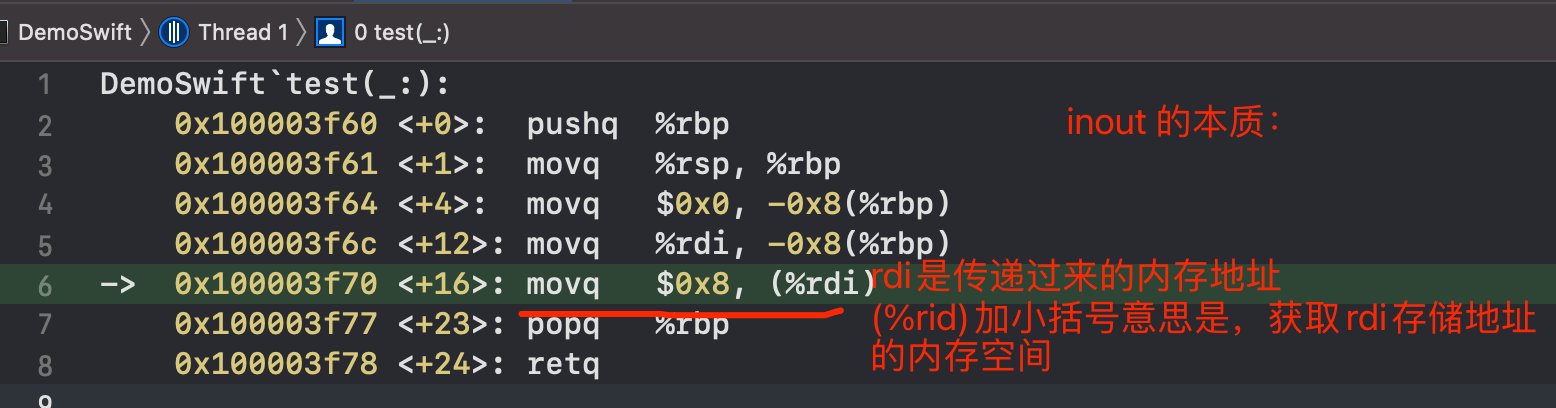 DemoSwift 〉 Thread 1 〉 0 test(_:)
1 DemoSwift`test(_:):
2 0x100003f60 <+0>: pushq %rbp
inout 的本质：
3 0x100003f61 <+1>: movq %rsp, %rbp
4 0x100003f64 <+4>: movq $0x0, -0x8(%rbp)
5 0x100003f6c <+12>: movq %rdi, -0x8(%rbp)
6 -> 0x100003f70 <+16>: movq $0x8, (%rdi)
rdi是传递过来的内存地址
(%rid)加小括号意思是，获取rdi存储地址
的内存空间
7 0x100003f77 <+23>: popq %rbp
8 0x100003f78 <+24>: retq
9